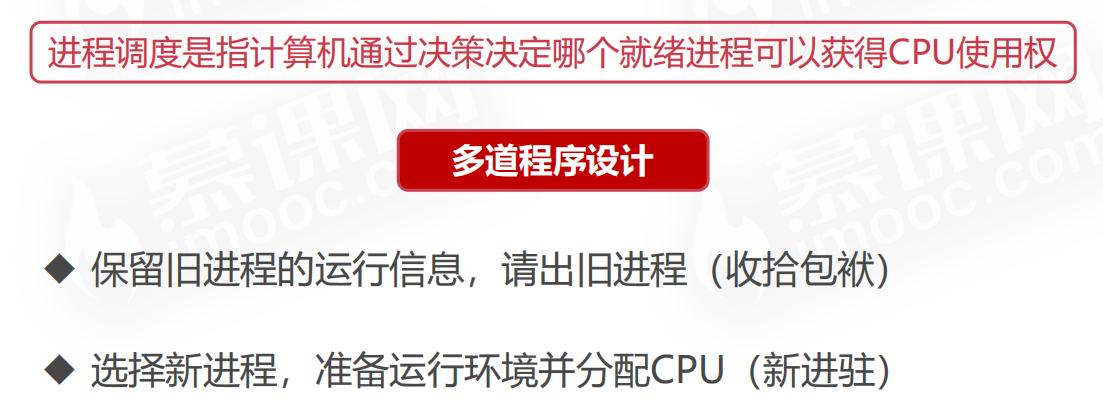 进程调度是指计算机通过决策决定哪个就绪进程可以获得CPU使用权
多道程序设计
◆ 保留旧进程的运行信息，请出旧进程（收拾包袱）
◆ 选择新进程，准备运行环境并分配CPU（新进驻）
慕课网
imooc.co
慕课网
imooc.com